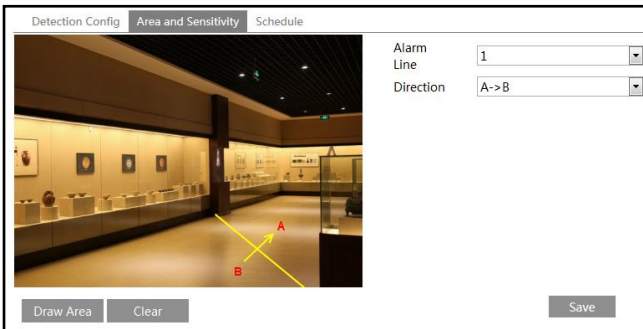 Detection Config Area and Sensitivity Schedule
Alarm
Line
1
Direction
A->B
A
B
Draw Area Clear
Save